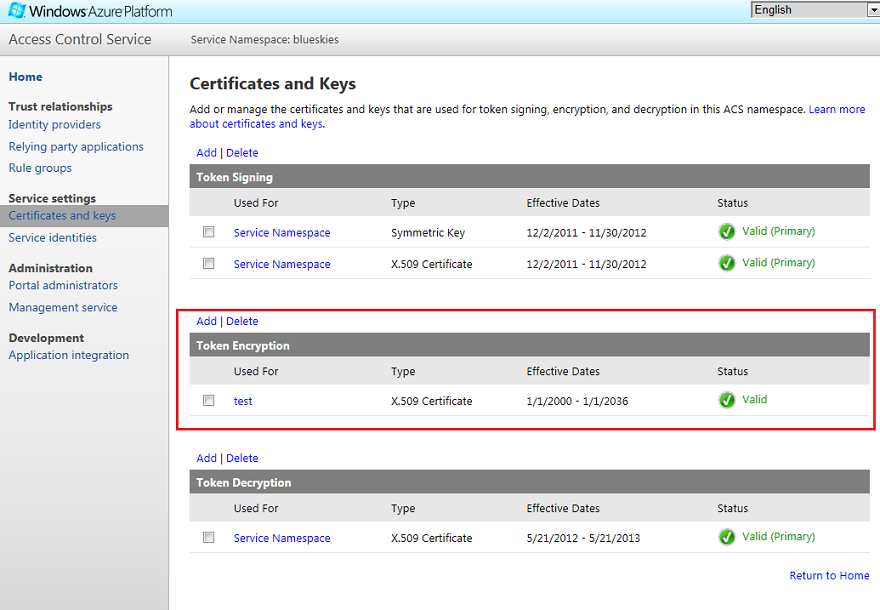 Windows Azure Platform
English
Access Control Service
Service Namespace: blueskies
Home
Trust relationships
Identity providers
Relying party applications
Rule groups
Service settings
Certificates and keys
Service identities
Administration
Portal administrators
Management service
Development
Application integration
Certificates and Keys
Add or manage the certificates and keys that are used for token signing, encryption, and decryption in this ACS namespace. Learn more
about certificates and keys.
Add | Delete
Token Signing
Used For Type Effective Dates Status
Service Namespace Symmetric Key 12/2/2011 - 11/30/2012 Valid (Primary)
Service Namespace X.509 Certificate 12/2/2011 - 11/30/2012 Valid (Primary)
Add | Delete
Token Encryption
Used For Type Effective Dates Status
test X.509 Certificate 1/1/2000 - 1/1/2036 Valid
Add | Delete
Token Decryption
Used For Type Effective Dates Status
Service Namespace X.509 Certificate 5/21/2012 - 5/21/2013 Valid (Primary)
Return to Home